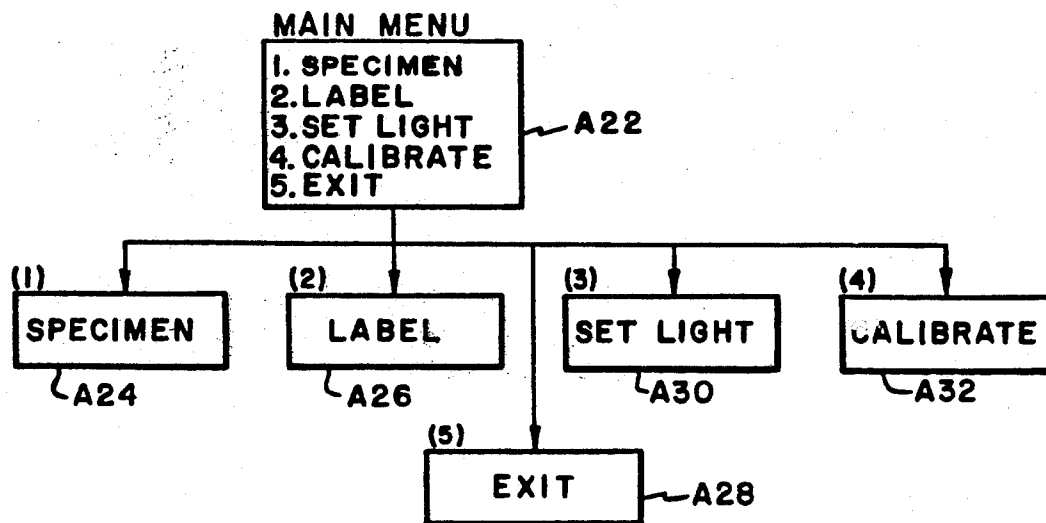 MAIN MENU
1. SPECIMEN
2. LABEL
3. SET LIGHT
4. CALIBRATE
5. EXIT
A22
(1)
SPECIMEN
A24
(2)
LABEL
A26
(3)
SET LIGHT
A30
(4)
CALIBRATE
A32
(5)
EXIT
A28